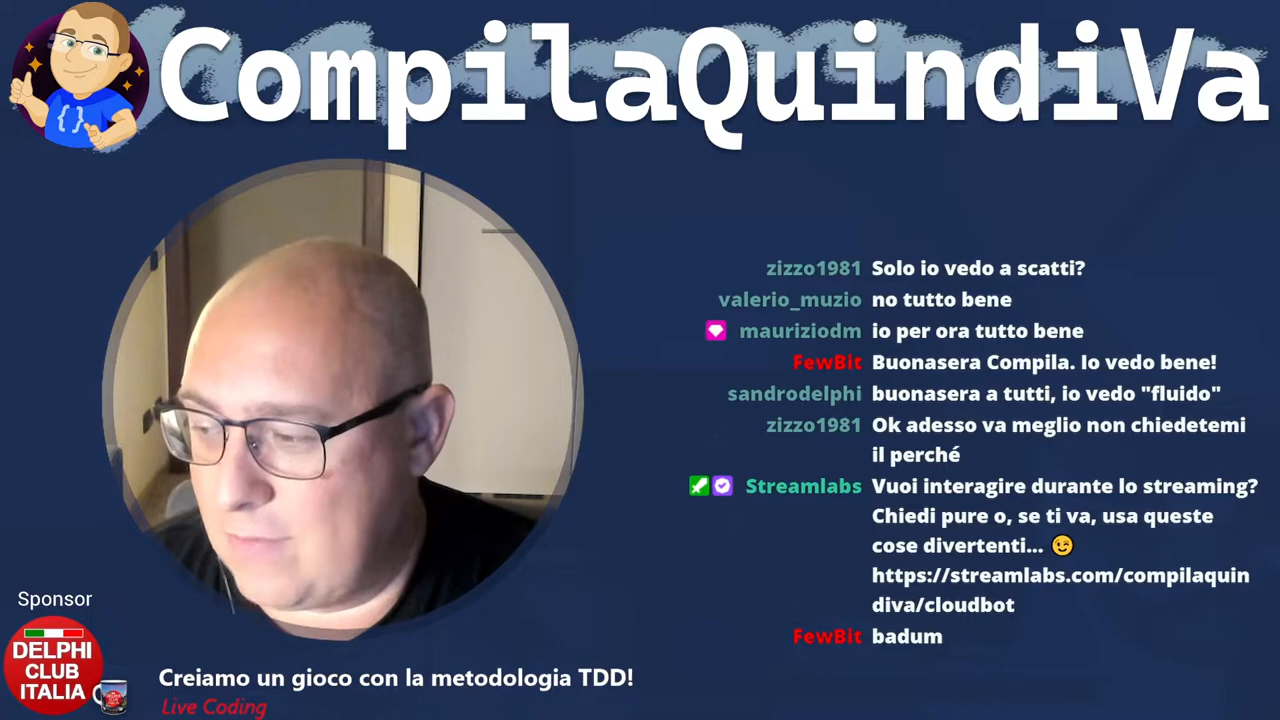 CompilaQuindiVa
{ }
zizzo1981 Solo io vedo a scatti?
valerio_muzio no tutto bene
mauriziodm io per ora tutto bene
FewBit Buonasera Compila. Io vedo bene!
sandrodelphi buonasera a tutti, io vedo "fluido"
zizzo1981 Ok adesso va meglio non chiedetemi
il perché
Streamlabs Vuoi interagire durante lo streaming?
Chiedi pure o, se ti va, usa queste
cose divertenti... 😉
https://streamlabs.com/compilaquin
diva/cloudbot
FewBit badum
Sponsor
DELPHI
CLUB
ITALIA
Creiamo un gioco con la metodologia TDD!
Live Coding